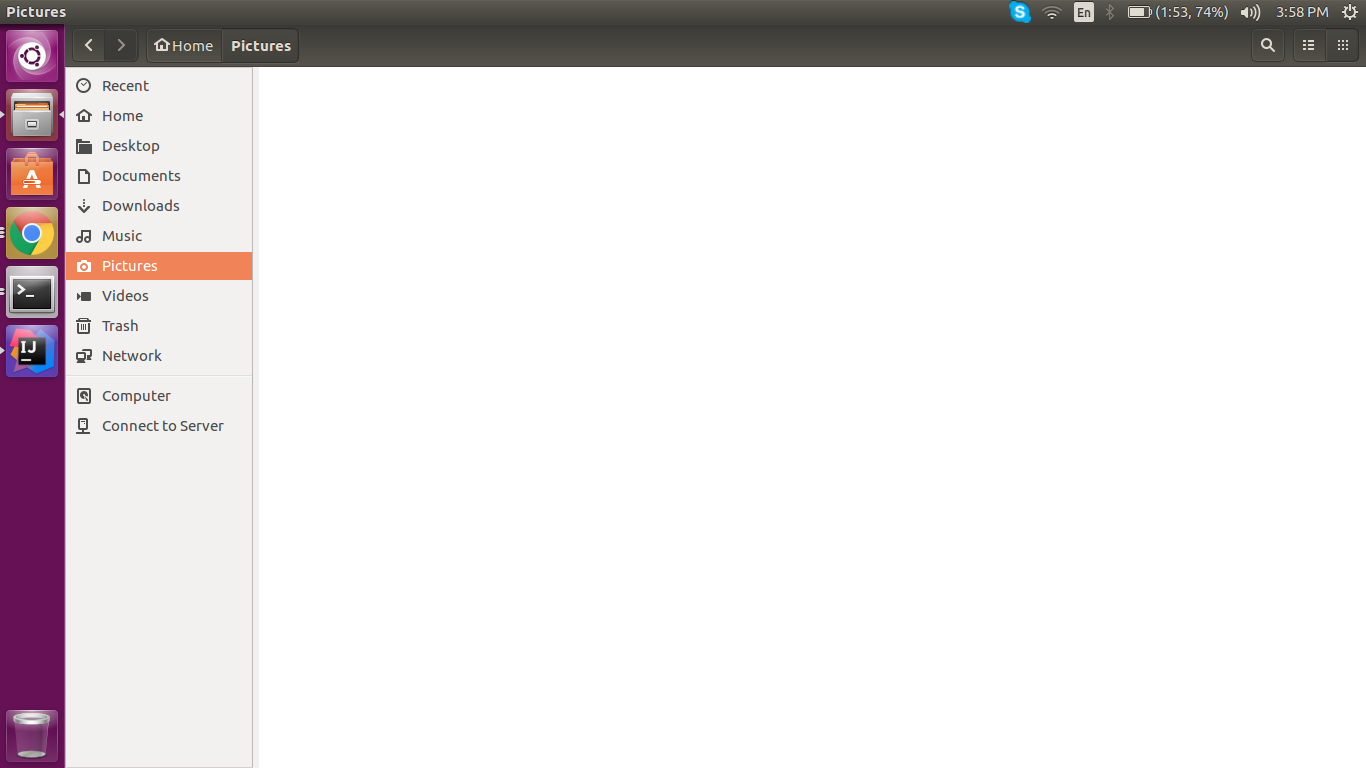 Pictures
S
En
(1:53, 74%)
3:58 PM
Home
Pictures
Recent
Home
Desktop
Documents
Downloads
Music
Pictures
Videos
Trash
Network
Computer
Connect to Server
A
>_
IJ